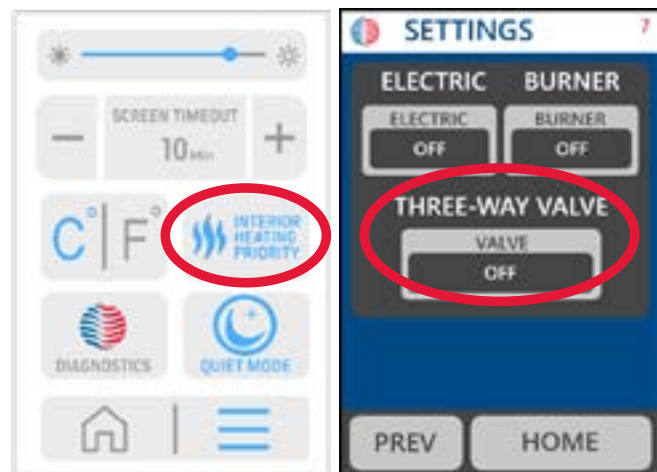 SCREEN TIMEOUT
10 Min
C° | F°
INTERIOR
HEATING
PRIORITY
DIAGNOSTICS
QUIET MODE
SETTINGS
7
ELECTRIC BURNER
ELECTRIC BURNER
OFF OFF
THREE-WAY VALVE
VALVE
OFF
PREV HOME